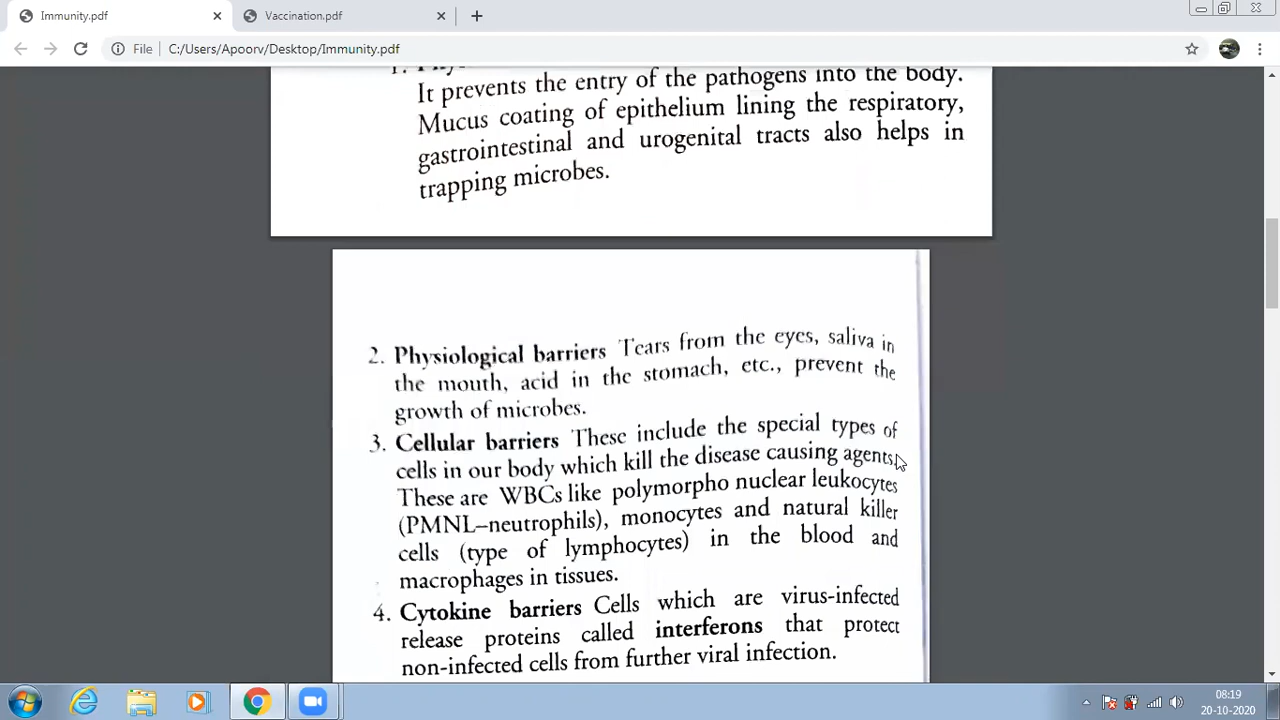 Immunity.pdf
Vaccination.pdf
File
C:/Users/Apoorv/Desktop/Immunity.pdf
1.
It prevents the entry of the pathogens into the body.
Mucus coating of epithelium lining the respiratory,
gastrointestinal and urogenital tracts also helps in
trapping microbes.
2. Physiological barriers Tears from the eyes, saliva in
the mouth, acid in the stomach, etc., prevent the
growth of microbes.
3. Cellular barriers These include the special types of
cells in our body which kill the disease causing agents.
These are WBCs like polymorpho nuclear leukocytes
(PMNL–neutrophils), monocytes and natural killer
cells (type of lymphocytes) in the blood and
macrophages in tissues.
4. Cytokine barriers Cells which are virus-infected
release proteins called interferons that protect
non-infected cells from further viral infection.
08:19
20-10-2020